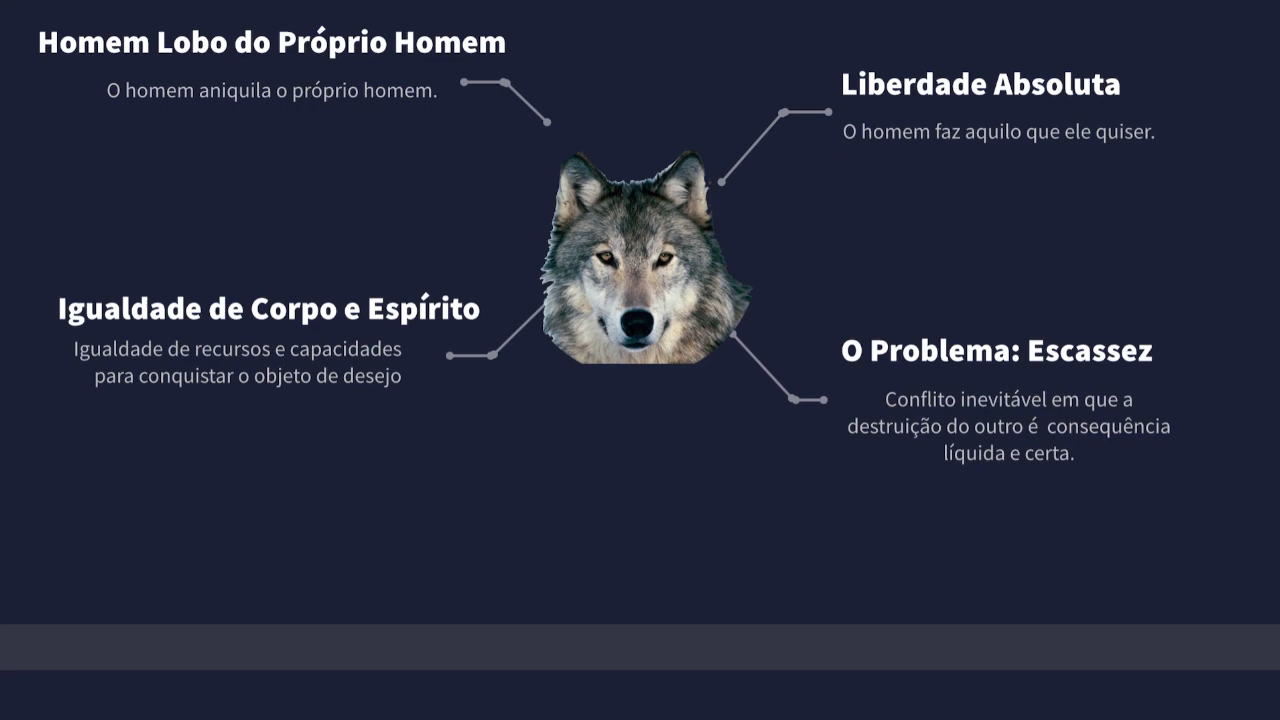 Homem Lobo do Próprio Homem
O homem aniquila o próprio homem.
Liberdade Absoluta
O homem faz aquilo que ele quiser.
Igualdade de Corpo e Espírito
Igualdade de recursos e capacidades
para conquistar o objeto de desejo
O Problema: Escassez
Conflito inevitável em que a
destruição do outro é consequência
líquida e certa.